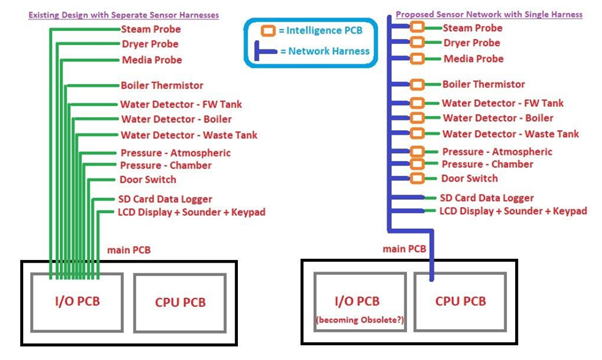 Existing Design with Seperate Sensor Harnesses
Steam Probe
Dryer Probe
Media Probe
Boiler Thermistor
Water Detector - FW Tank
Water Detector - Boiler
Water Detector - Waste Tank
Pressure - Atmospheric
Pressure - Chamber
Door Switch
SD Card Data Logger
LCD Display + Sounder + Keypad
main PCB
I/O PCB
CPU PCB
= Intelligence PCB
= Network Harness
Proposed Sensor Network with Single Harness
Steam Probe
Dryer Probe
Media Probe
Boiler Thermistor
Water Detector - FW Tank
Water Detector - Boiler
Water Detector - Waste Tank
Pressure - Atmospheric
Pressure - Chamber
Door Switch
SD Card Data Logger
LCD Display + Sounder + Keypad
main PCB
I/O PCB
(becoming Obsolete?)
CPU PCB